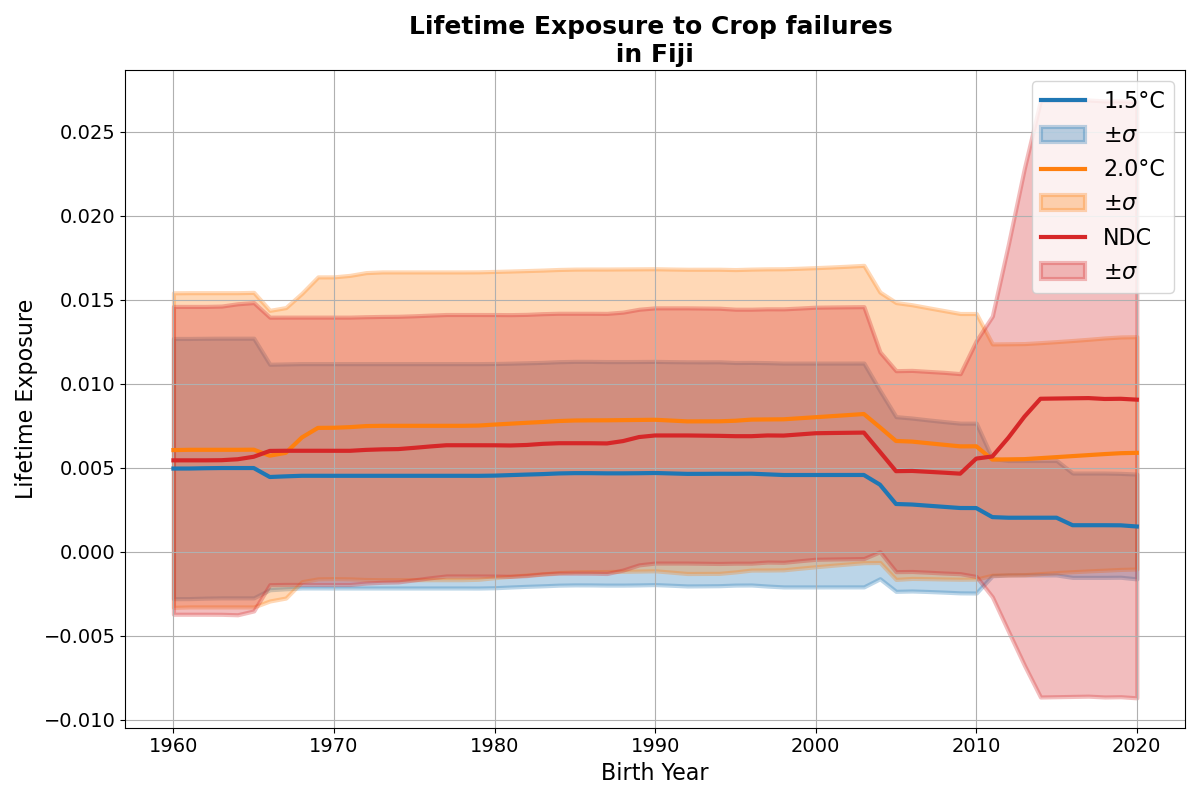 Lifetime Exposure to Crop failures
in Fiji
Lifetime Exposure
0.025
0.020
0.015
0.010
0.005
0.000
−0.005
−0.010
1960
1970
1980
1990
2000
2010
2020
Birth Year
1.5°C
±σ
2.0°C
±σ
NDC
±σ